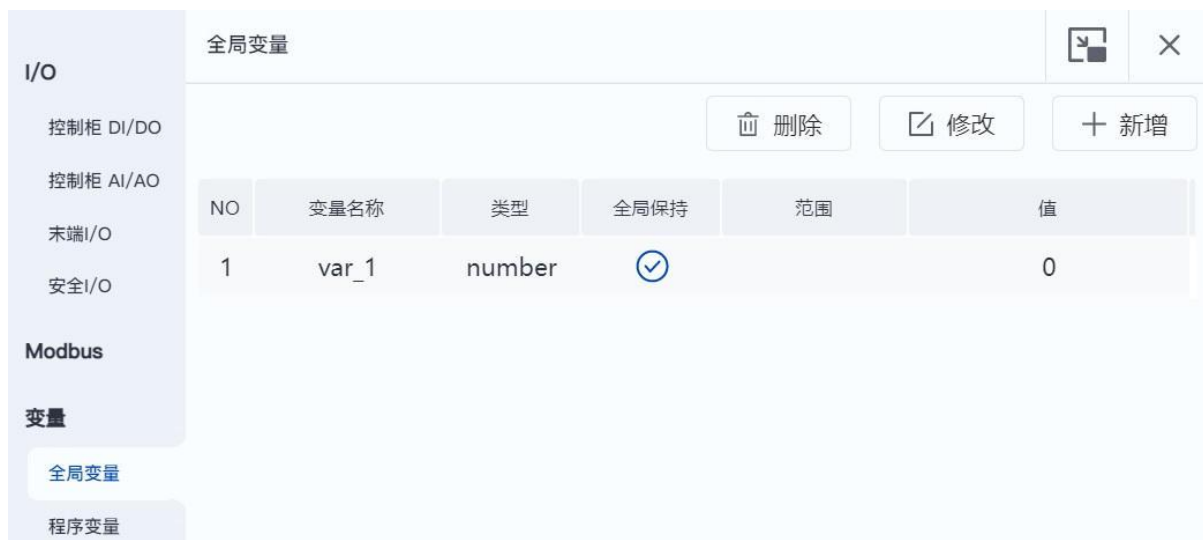 全局变量
I/O
控制柜 DI/DO
控制柜 AI/AO
末端I/O
安全I/O
Modbus
变量
全局变量
程序变量
删除 修改 新增
NO 变量名称 类型 全局保持 范围 值
1 var_1 number 0